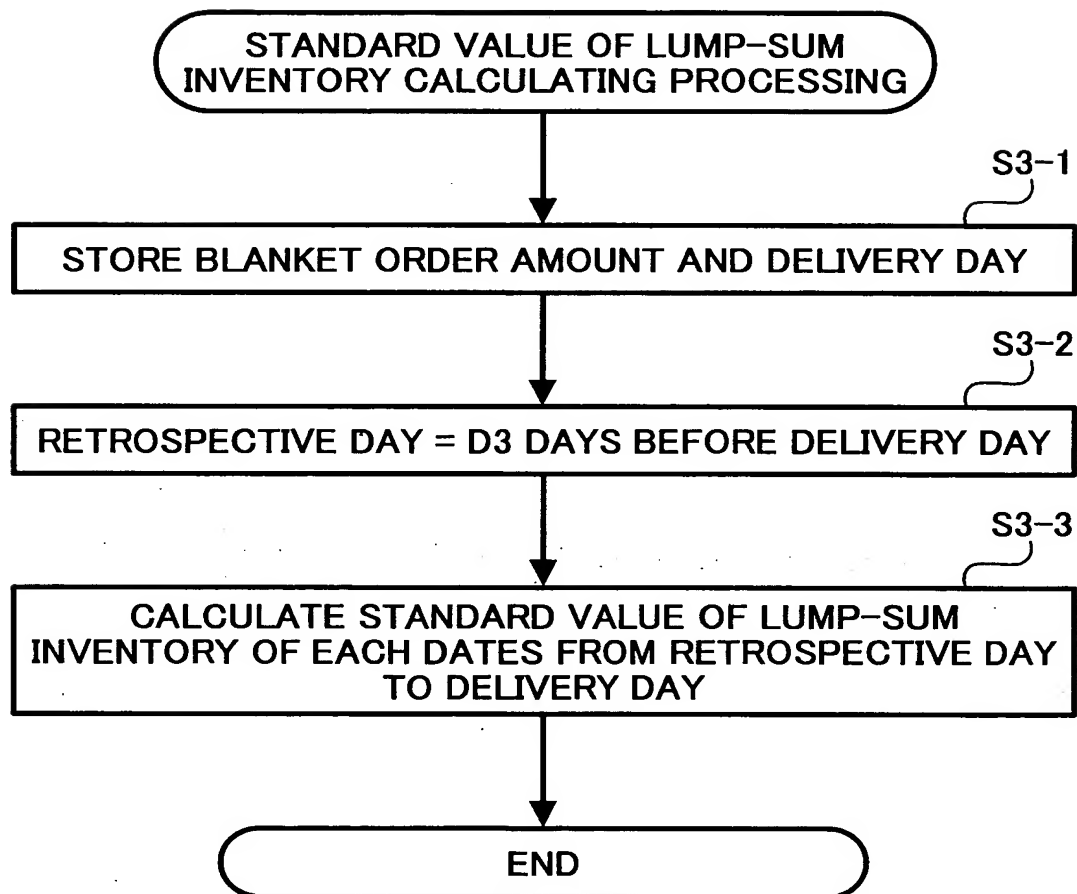 STANDARD VALUE OF LUMP-SUM
INVENTORY CALCULATING PROCESSING
S3-1
STORE BLANKET ORDER AMOUNT AND DELIVERY DAY
S3-2
RETROSPECTIVE DAY = D3 DAYS BEFORE DELIVERY DAY
S3-3
CALCULATE STANDARD VALUE OF LUMP-SUM
INVENTORY OF EACH DATES FROM RETROSPECTIVE DAY
TO DELIVERY DAY
END